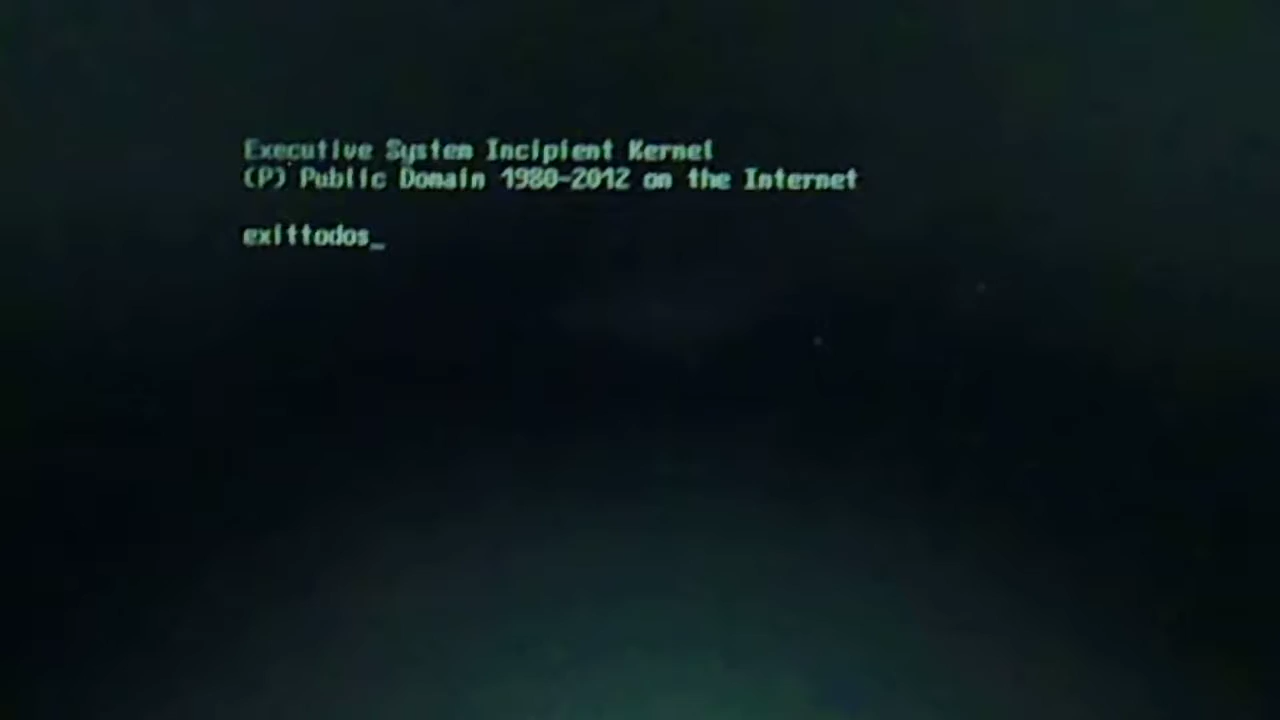 Executive System Incipient Kernel
(P) Public Domain 1980-2012 on the Internet
exittodos_